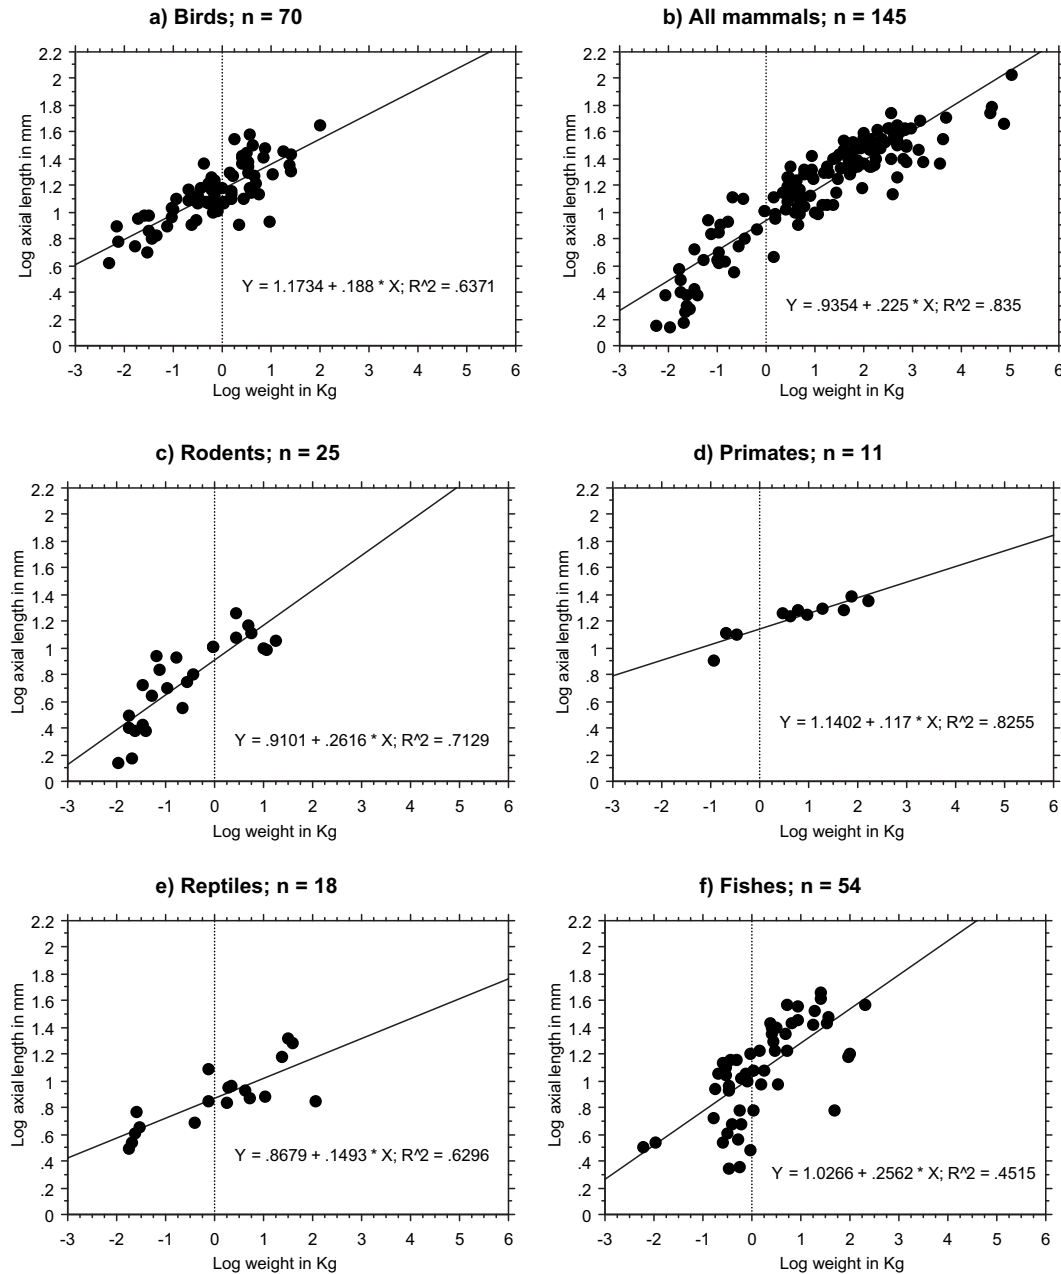 a) Birds; n = 70
2.2
2
1.8
1.6
1.4
1.2
1
.8
.6
.4
.2
0
Log axial length in mm
Y = 1.1734 + .188 * X; R^2 = .6371
-3 -2 -1 0 1 2 3 4 5 6
Log weight in Kg
b) All mammals; n = 145
2.2
2
1.8
1.6
1.4
1.2
1
.8
.6
.4
.2
0
Log axial length in mm
Y = .9354 + .225 * X; R^2 = .835
-3 -2 -1 0 1 2 3 4 5 6
Log weight in Kg
c) Rodents; n = 25
2.2
2
1.8
1.6
1.4
1.2
1
.8
.6
.4
.2
0
Log axial length in mm
Y = .9101 + .2616 * X; R^2 = .7129
-3 -2 -1 0 1 2 3 4 5 6
Log weight in Kg
d) Primates; n = 11
2.2
2
1.8
1.6
1.4
1.2
1
.8
.6
.4
.2
0
Log axial length in mm
Y = 1.1402 + .117 * X; R^2 = .8255
-3 -2 -1 0 1 2 3 4 5 6
Log weight in Kg
e) Reptiles; n = 18
2.2
2
1.8
1.6
1.4
1.2
1
.8
.6
.4
.2
0
Log axial length in mm
Y = .8679 + .1493 * X; R^2 = .6296
-3 -2 -1 0 1 2 3 4 5 6
Log weight in Kg
f) Fishes; n = 54
2.2
2
1.8
1.6
1.4
1.2
1
.8
.6
.4
.2
0
Log axial length in mm
Y = 1.0266 + .2562 * X; R^2 = .4515
-3 -2 -1 0 1 2 3 4 5 6
Log weight in Kg